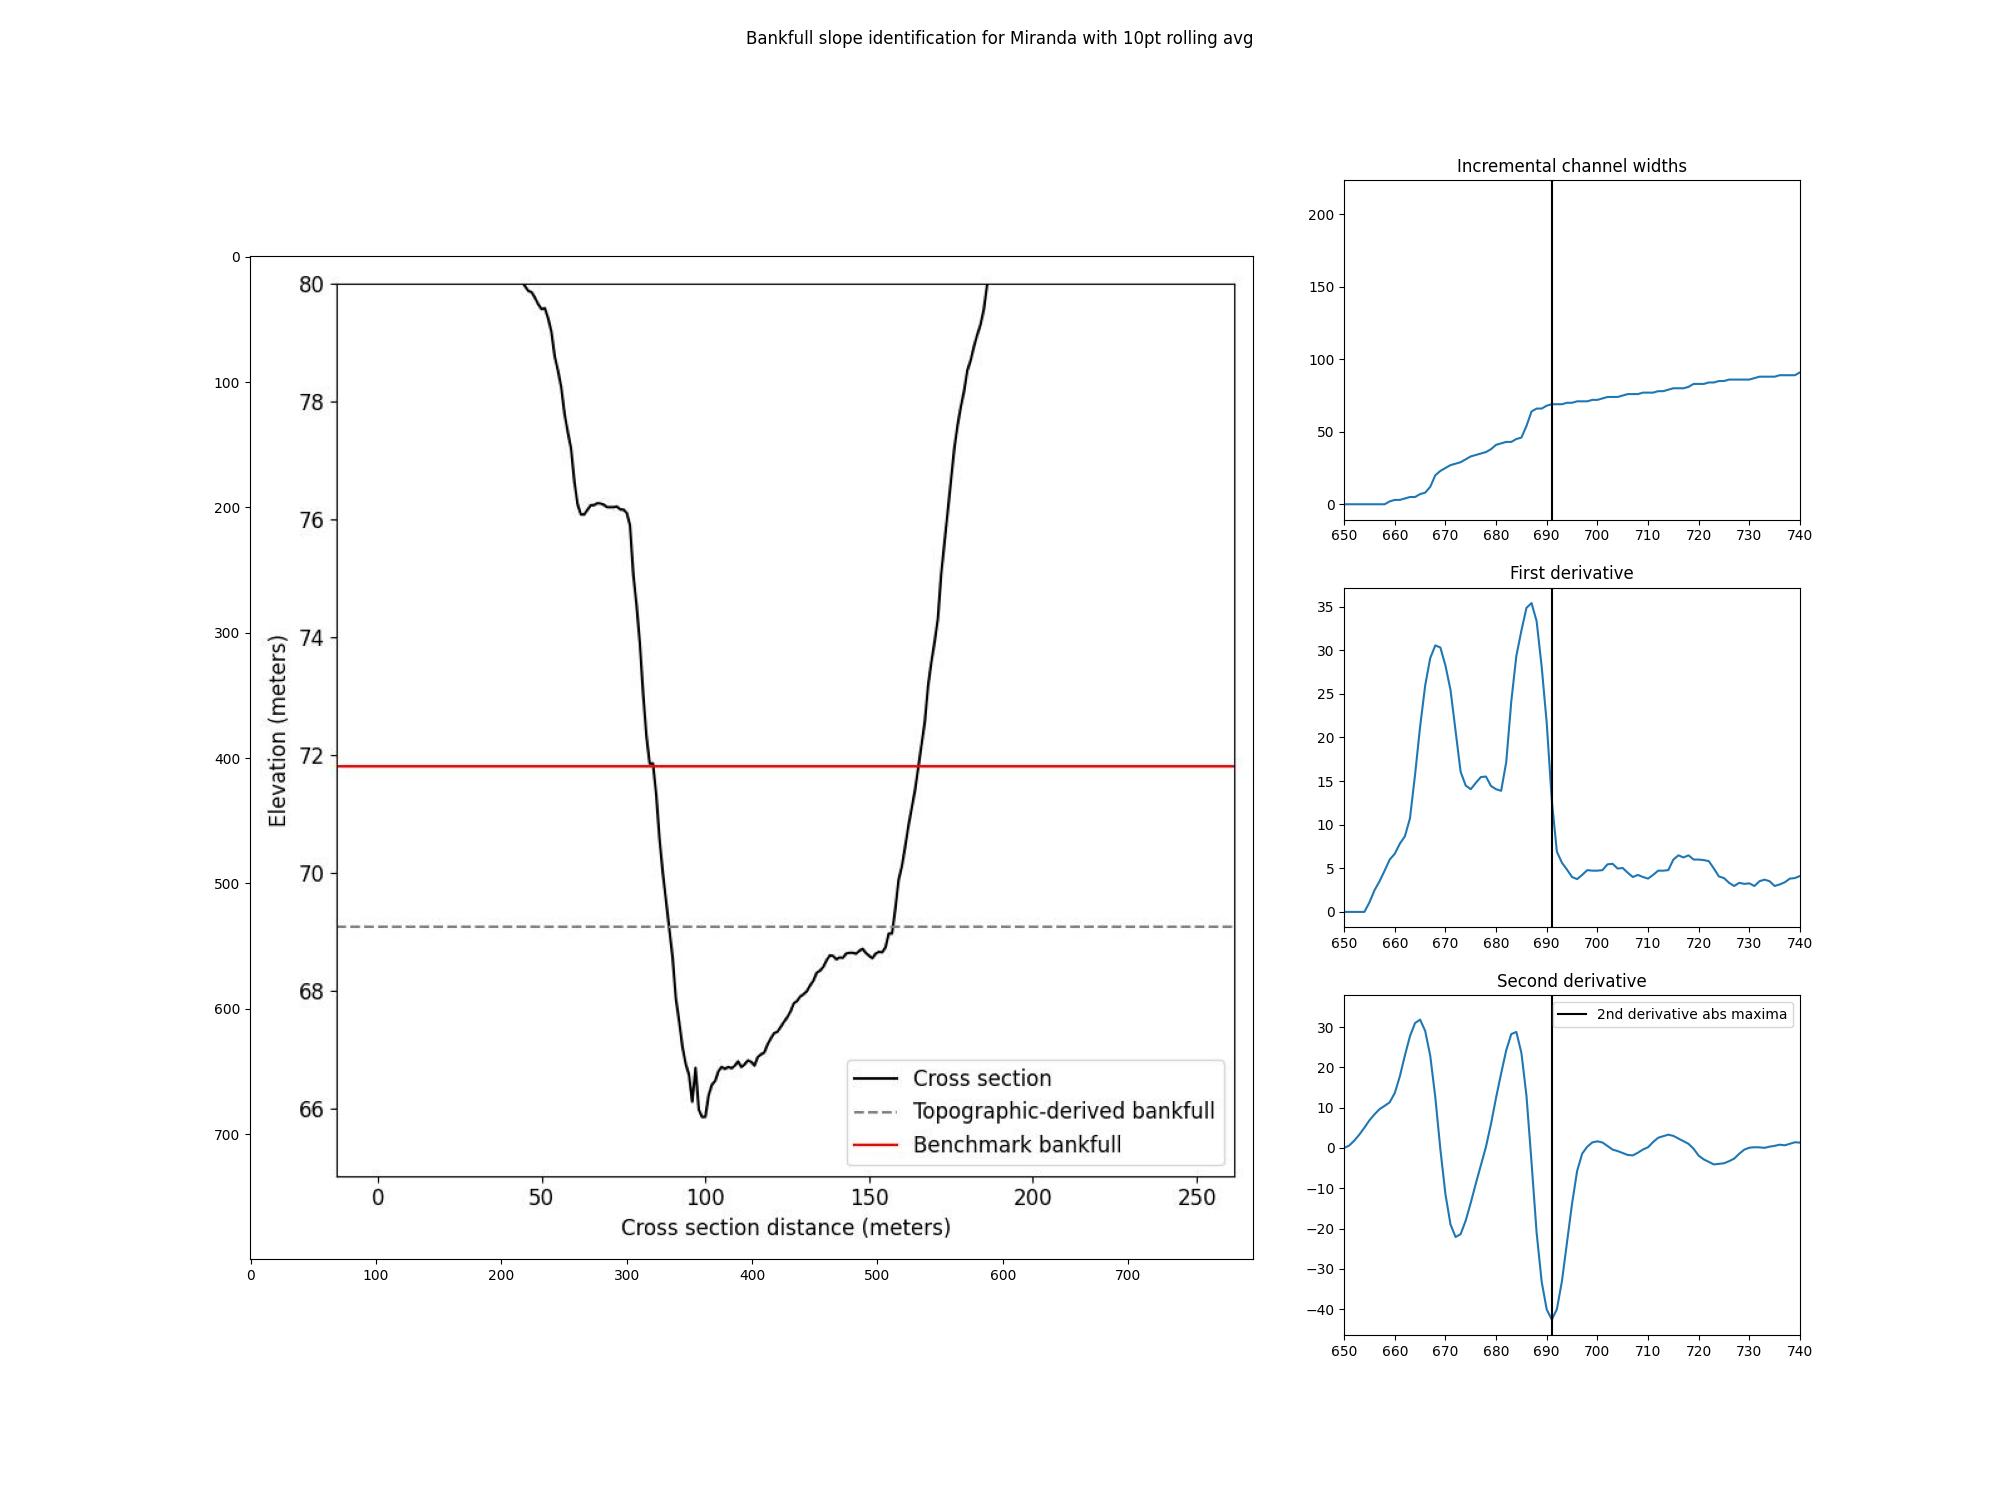 Bankfull slope identification for Miranda with 10pt rolling avg
0
100
200
300
400
500
600
700
80
78
76
74
72
70
68
66
Elevation (meters)
Cross section
Topographic-derived bankfull
Benchmark bankfull
0 50 100 150 200 250
Cross section distance (meters)
0 100 200 300 400 500 600 700
Incremental channel widths
200
150
100
50
0
650 660 670 680 690 700 710 720 730 740
First derivative
35
30
25
20
15
10
5
0
650 660 670 680 690 700 710 720 730 740
Second derivative
2nd derivative abs maxima
30
20
10
0
−10
−20
−30
−40
650 660 670 680 690 700 710 720 730 740